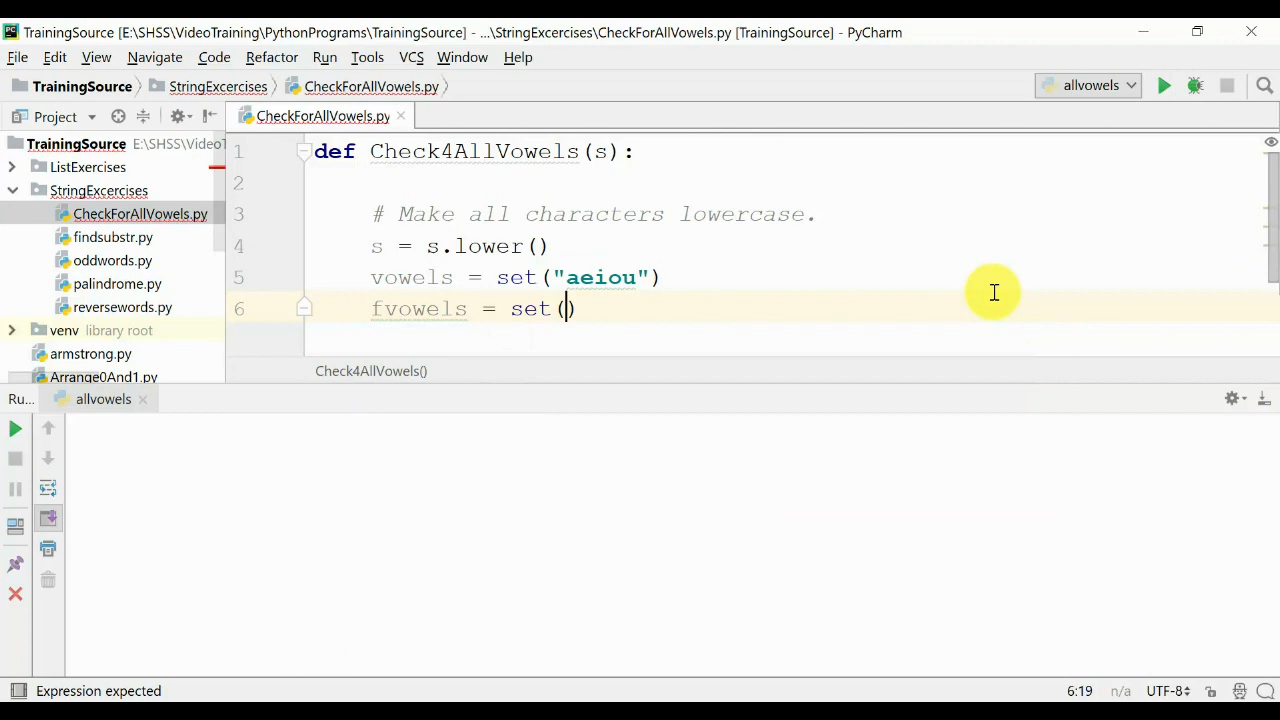 TrainingSource [E:\SHSS\VideoTraining\PythonPrograms\TrainingSource] - ...\StringExcercises\CheckForAllVowels.py [TrainingSource] - PyCharm
File Edit View Navigate Code Refactor Run Tools VCS Window Help
TrainingSource StringExcercises CheckForAllVowels.py allvowels
Project CheckForAllVowels.py
TrainingSource E:\SHSS\VideoT
ListExercises
StringExcercises
CheckForAllVowels.py
findsubstr.py
oddwords.py
palindrome.py
reversewords.py
venv library root
armstrong.py
Arrange0And1.py
1 def Check4AllVowels(s):
2
3 # Make all characters lowercase.
4 s = s.lower()
5 vowels = set("aeiou")
6 fvowels = set()
Check4AllVowels()
Ru... allvowels
Expression expected 6:19 n/a UTF-8